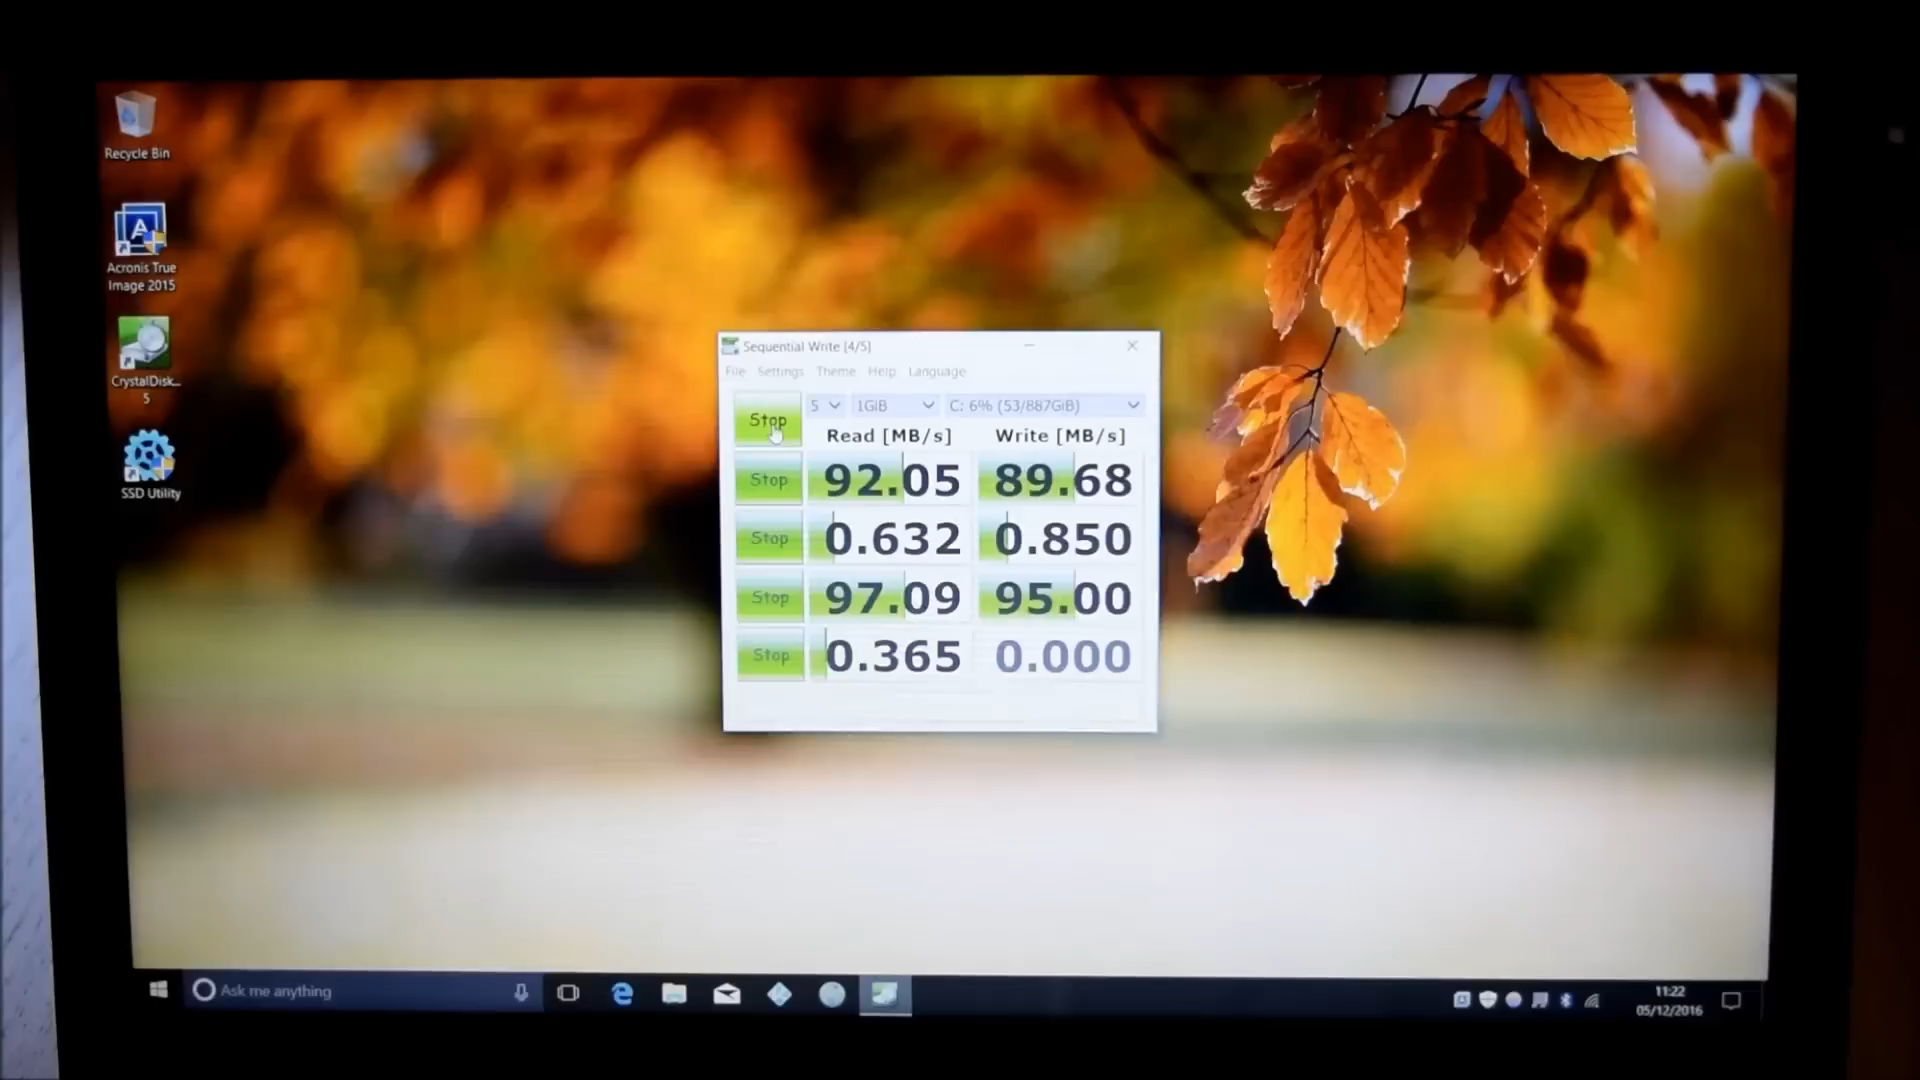 Recycle Bin
Acronis True
Image 2015
CrystalDisk...
5
SSD Utility
Sequential Write [4/5]
File Settings Theme Help Language
Stop 5 1GiB C: 6% (53/887GiB)
Read [MB/s] Write [MB/s]
Stop 92.05 89.68
Stop 0.632 0.850
Stop 97.09 95.00
Stop 0.365 0.000
Ask me anything
11:22
05/12/2016